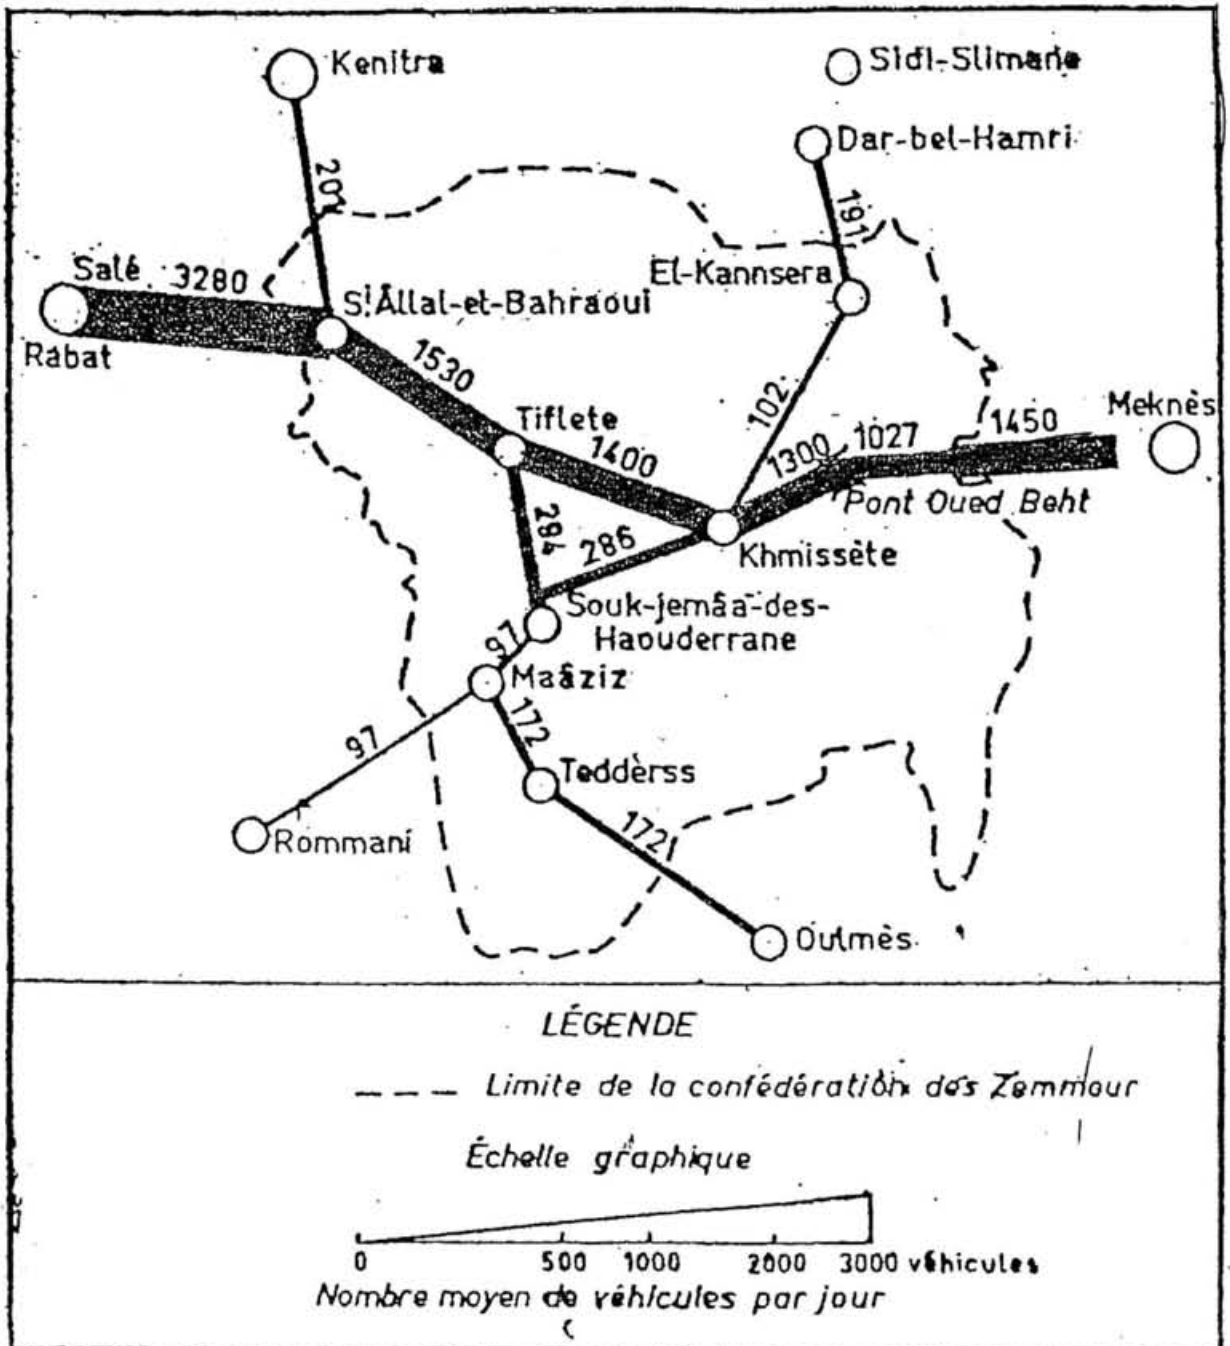 Kenitra
Sidi-Slimane
Dar-bel-Hamri
201
191
El-Kannsera
Salé 3280
Rabat
S! Allal-et-Bahraoui
1530
Tiflete
1400
102
1300
1027
1450
Meknès
Pont Oued Beht
Khmissète
284
286
Souk-jemâa-des-
Haouderrane
97
Maâziz
172
97
Teddèrss
Rommani
172
Oulmès
LÉGENDE
Limite de la confédération des Zemmour
Échelle graphique
0 500 1000 2000 3000 véhicules
Nombre moyen de véhicules par jour